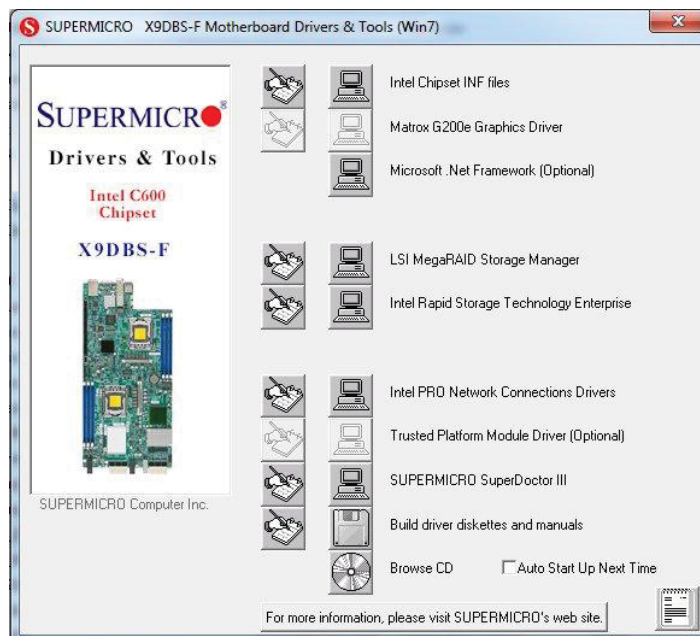 SUPERMICRO X9DBS-F Motherboard Drivers & Tools (Win7)
SUPERMICRO®
Drivers & Tools
Intel C600
Chipset
X9DBS-F
SUPERMICRO Computer Inc.
Intel Chipset INF files
Matrox G200e Graphics Driver
Microsoft .Net Framework (Optional)
LSI MegaRAID Storage Manager
Intel Rapid Storage Technology Enterprise
Intel PRO Network Connections Drivers
Trusted Platform Module Driver (Optional)
SUPERMICRO SuperDoctor III
Build driver diskettes and manuals
Browse CD Auto Start Up Next Time
For more information, please visit SUPERMICRO's web site.